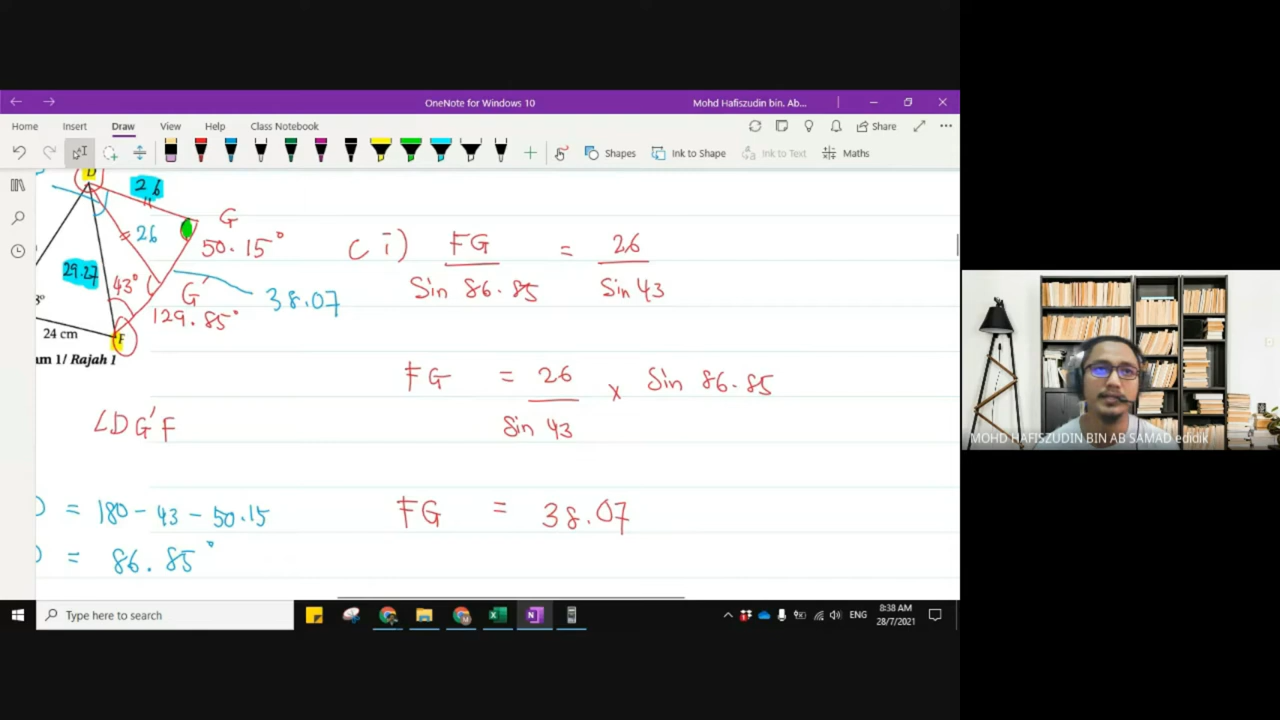 OneNote for Windows 10
Mohd Hafiszudin bin. Ab...
Home Insert Draw View Help Class Notebook
Share
Shapes Ink to Shape Ink to Text Maths
D
26
G
26
50.15°
29.27
43°
G'
38.07
129.85°
3°
24 cm
F
am 1/ Rajah 1
∠DG'F
= 180 - 43 - 50.15
= 86.85°
c i) FG = 26
Sin 86.85 Sin 43
FG = 26 x Sin 86.85
Sin 43
FG = 38.07
MOHD HAFISZUDIN BIN AB SAMAD edidik
Type here to search
ENG
8:38 AM
28/7/2021